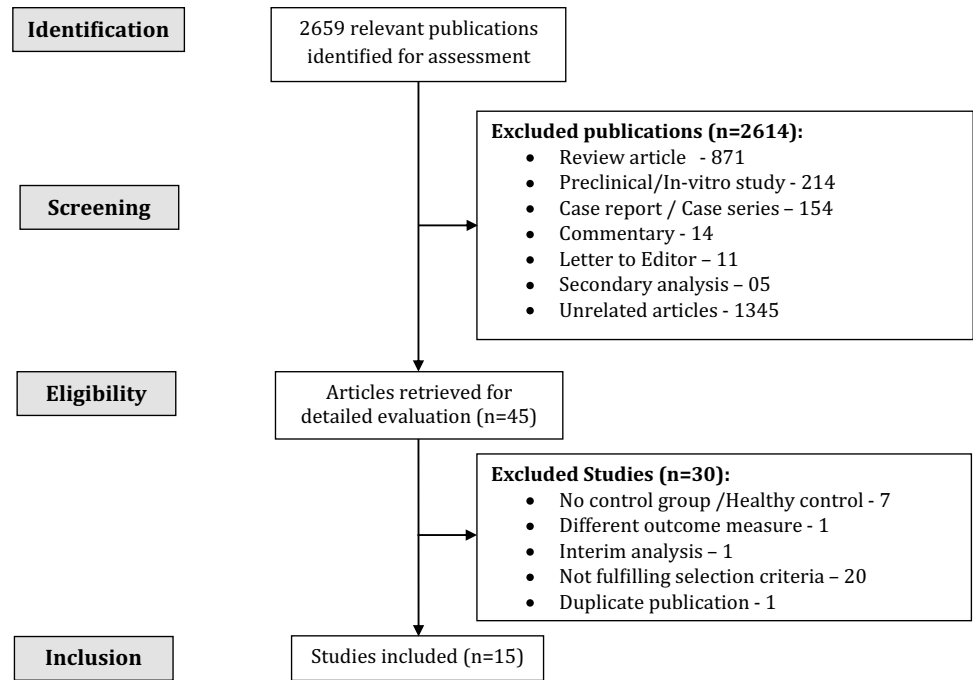 Identification
2659 relevant publications
identified for assessment
Excluded publications (n=2614):
• Review article - 871
• Preclinical/In-vitro study - 214
• Case report / Case series – 154
• Commentary - 14
• Letter to Editor – 11
• Secondary analysis – 05
• Unrelated articles - 1345
Screening
Eligibility
Articles retrieved for
detailed evaluation (n=45)
Excluded Studies (n=30):
• No control group /Healthy control - 7
• Different outcome measure - 1
• Interim analysis – 1
• Not fulfilling selection criteria – 20
• Duplicate publication - 1
Inclusion
Studies included (n=15)